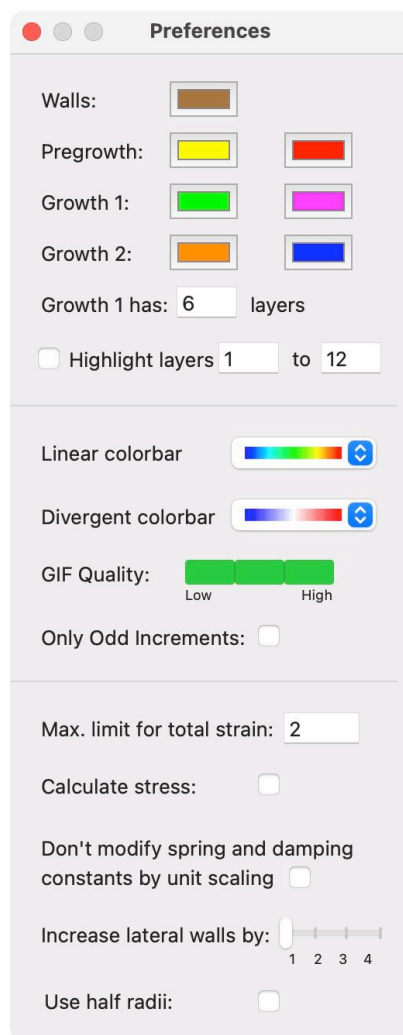 Preferences
Walls:
Pregrowth:
Growth 1:
Growth 2:
Growth 1 has: 6 layers
Highlight layers 1 to 12
Linear colorbar
Divergent colorbar
GIF Quality:
Low High
Only Odd Increments:
Max. limit for total strain: 2
Calculate stress:
Don't modify spring and damping
constants by unit scaling
Increase lateral walls by:
1 2 3 4
Use half radii: